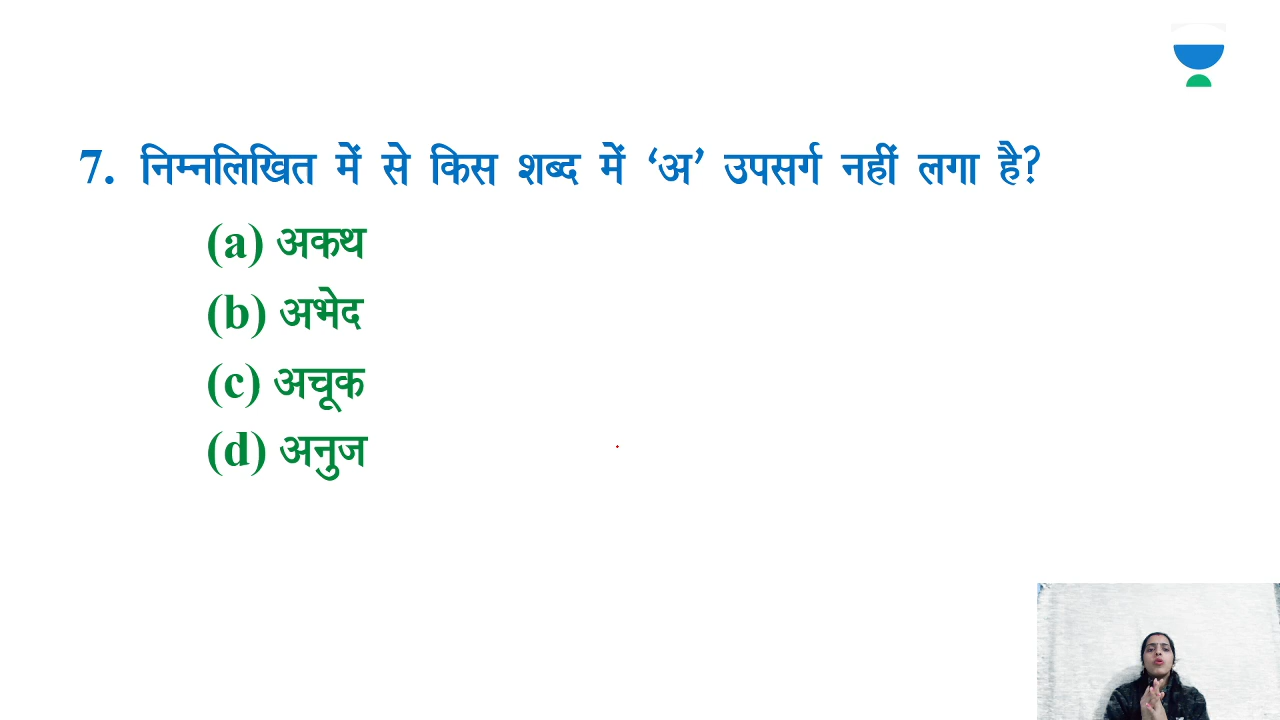 7. निम्नलिखित में से किस शब्द में ‘अ’ उपसर्ग नहीं लगा है?
(a) अकथ
(b) अभेद
(c) अचूक
(d) अनुज